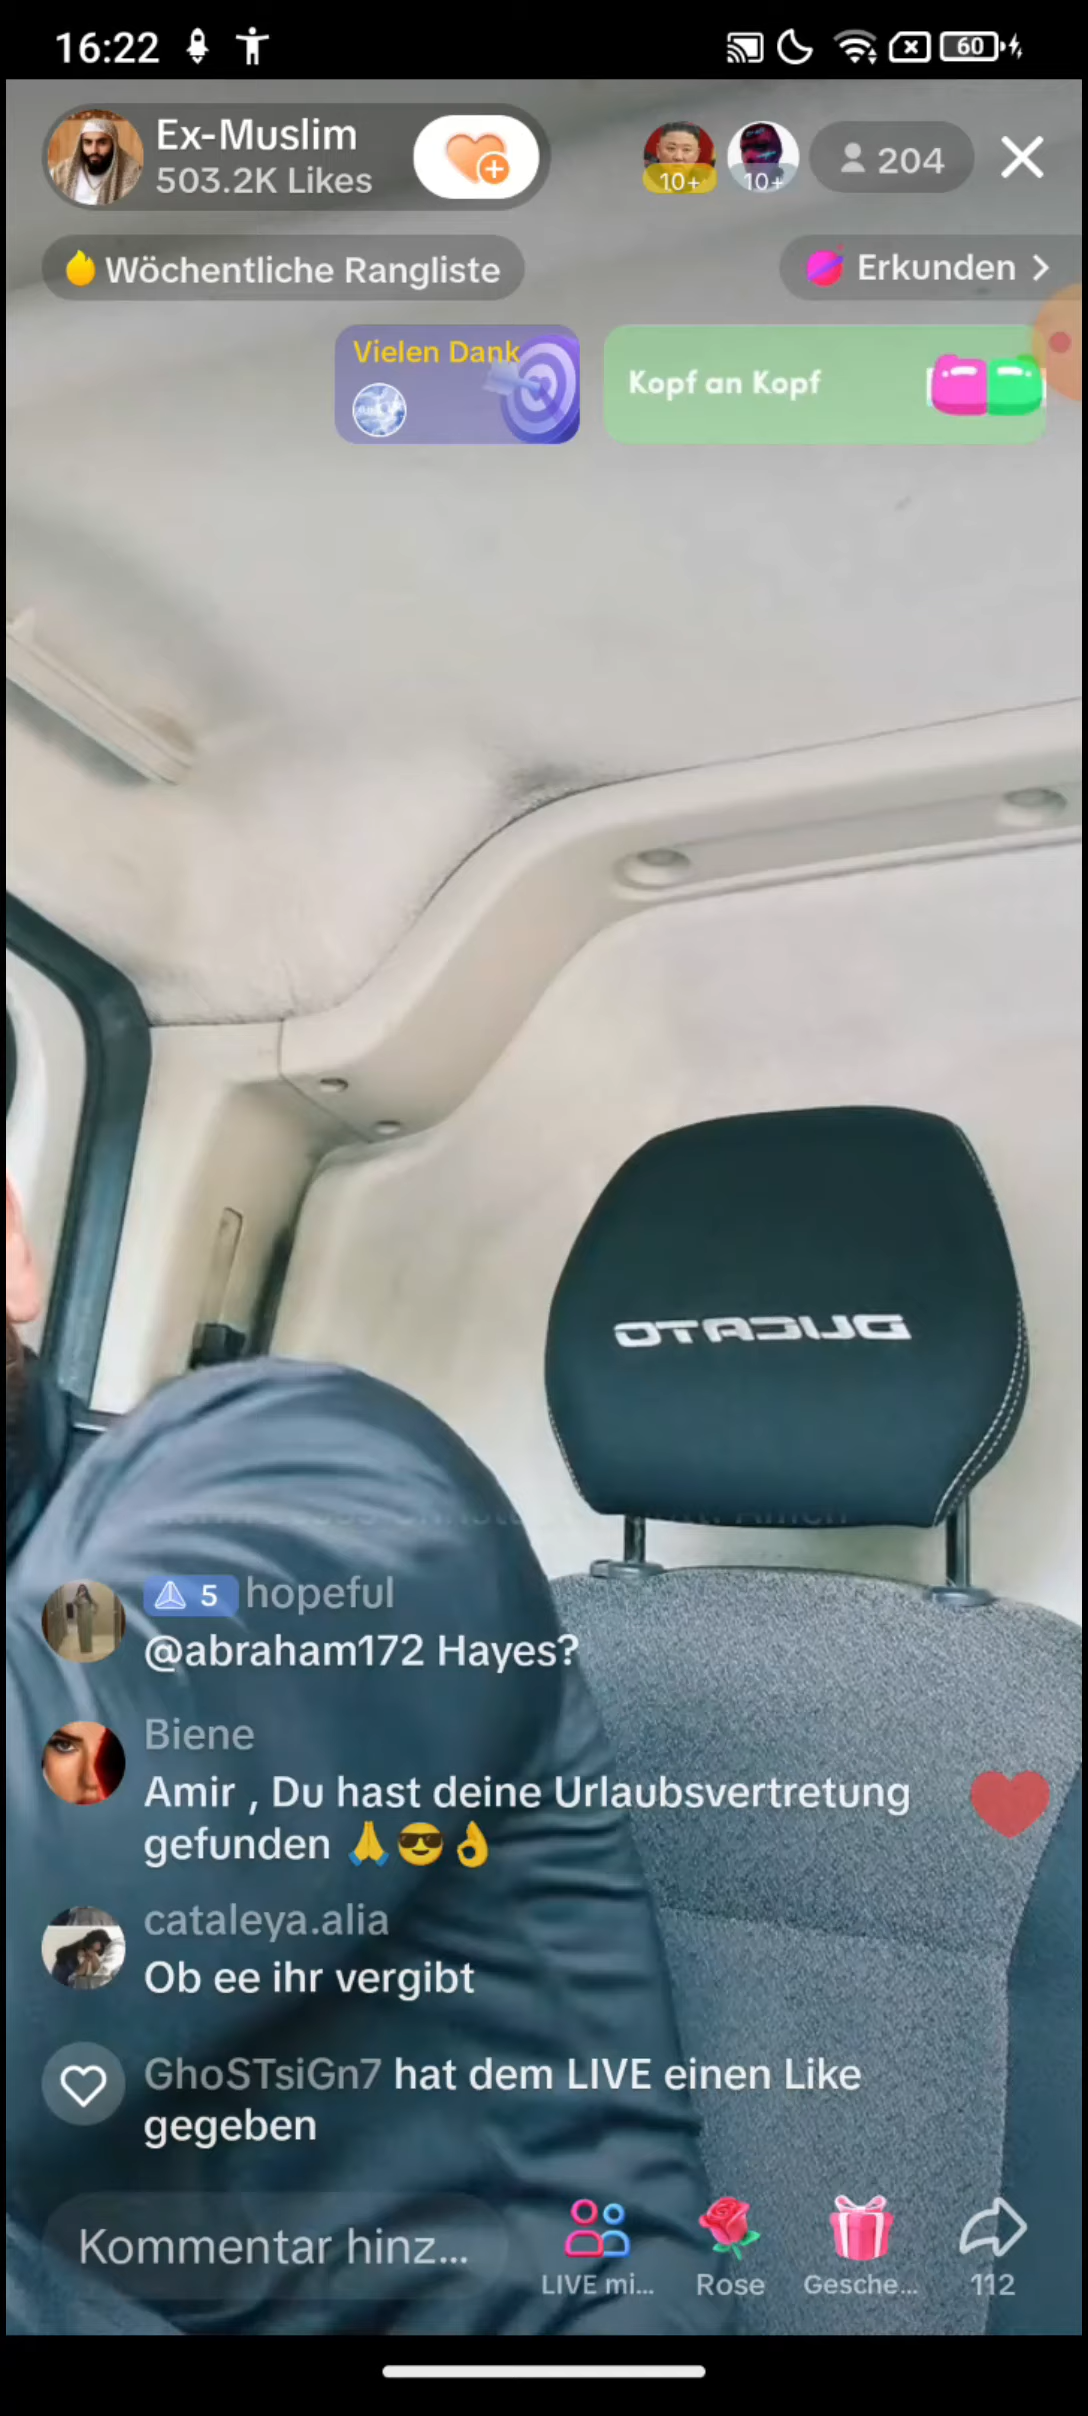 16:22
60
Ex-Muslim
503.2K Likes
10+
10+
204
Wöchentliche Rangliste
Erkunden >
Vielen Dank
Kopf an Kopf
DUCATO
5 hopeful
@abraham172 Hayes?
Biene
Amir , Du hast deine Urlaubsvertretung
gefunden 🙏😎👌
cataleya.alia
Ob ee ihr vergibt
GhoSTsiGn7 hat dem LIVE einen Like
gegeben
Kommentar hinz...
LIVE mi...
Rose
Gesche...
112